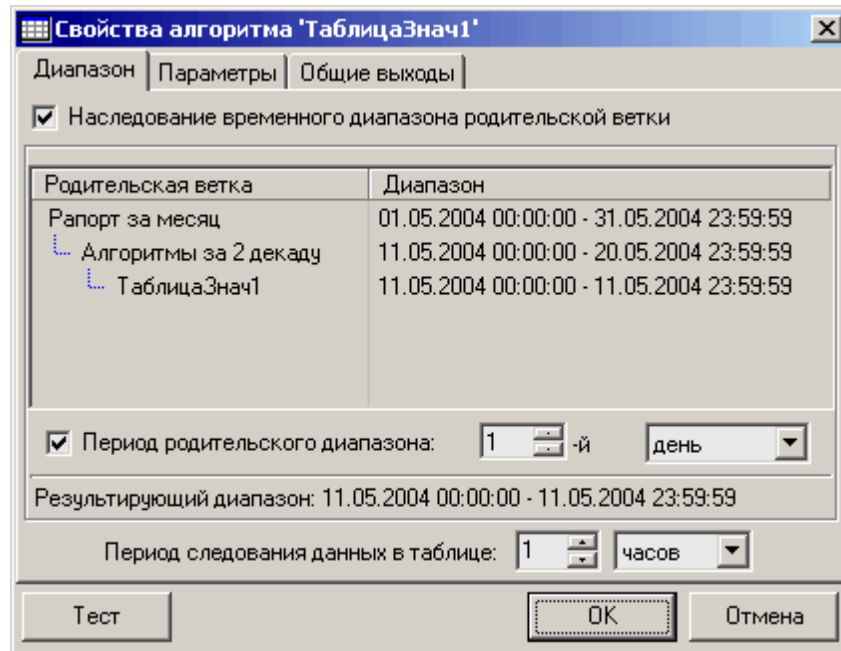 Свойства алгоритма 'ТаблицаЗнач1'
Диапазон Параметры Общие выходы
Наследование временного диапазона родительской ветки
Родительская ветка Диапазон
Рапорт за месяц 01.05.2004 00:00:00 - 31.05.2004 23:59:59
Алгоритмы за 2 декаду 11.05.2004 00:00:00 - 20.05.2004 23:59:59
ТаблицаЗнач1 11.05.2004 00:00:00 - 11.05.2004 23:59:59
Период родительского диапазона: 1 -й день
Результирующий диапазон: 11.05.2004 00:00:00 - 11.05.2004 23:59:59
Период следования данных в таблице: 1 часов
Тест OK Отмена